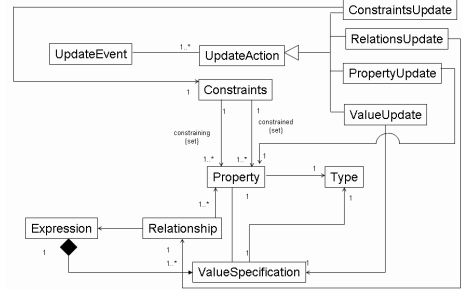 ConstraintsUpdate
RelationsUpdate
UpdateEvent
1..*
UpdateAction
PropertyUpdate
1
Constraints
ValueUpdate
1
1
constraining
{set}
constrained
{set}
1..*
1..*
1
Property
1
Type
1..*
1
1
Expression
Relationship
1
1
1..*
1
1
ValueSpecification
1